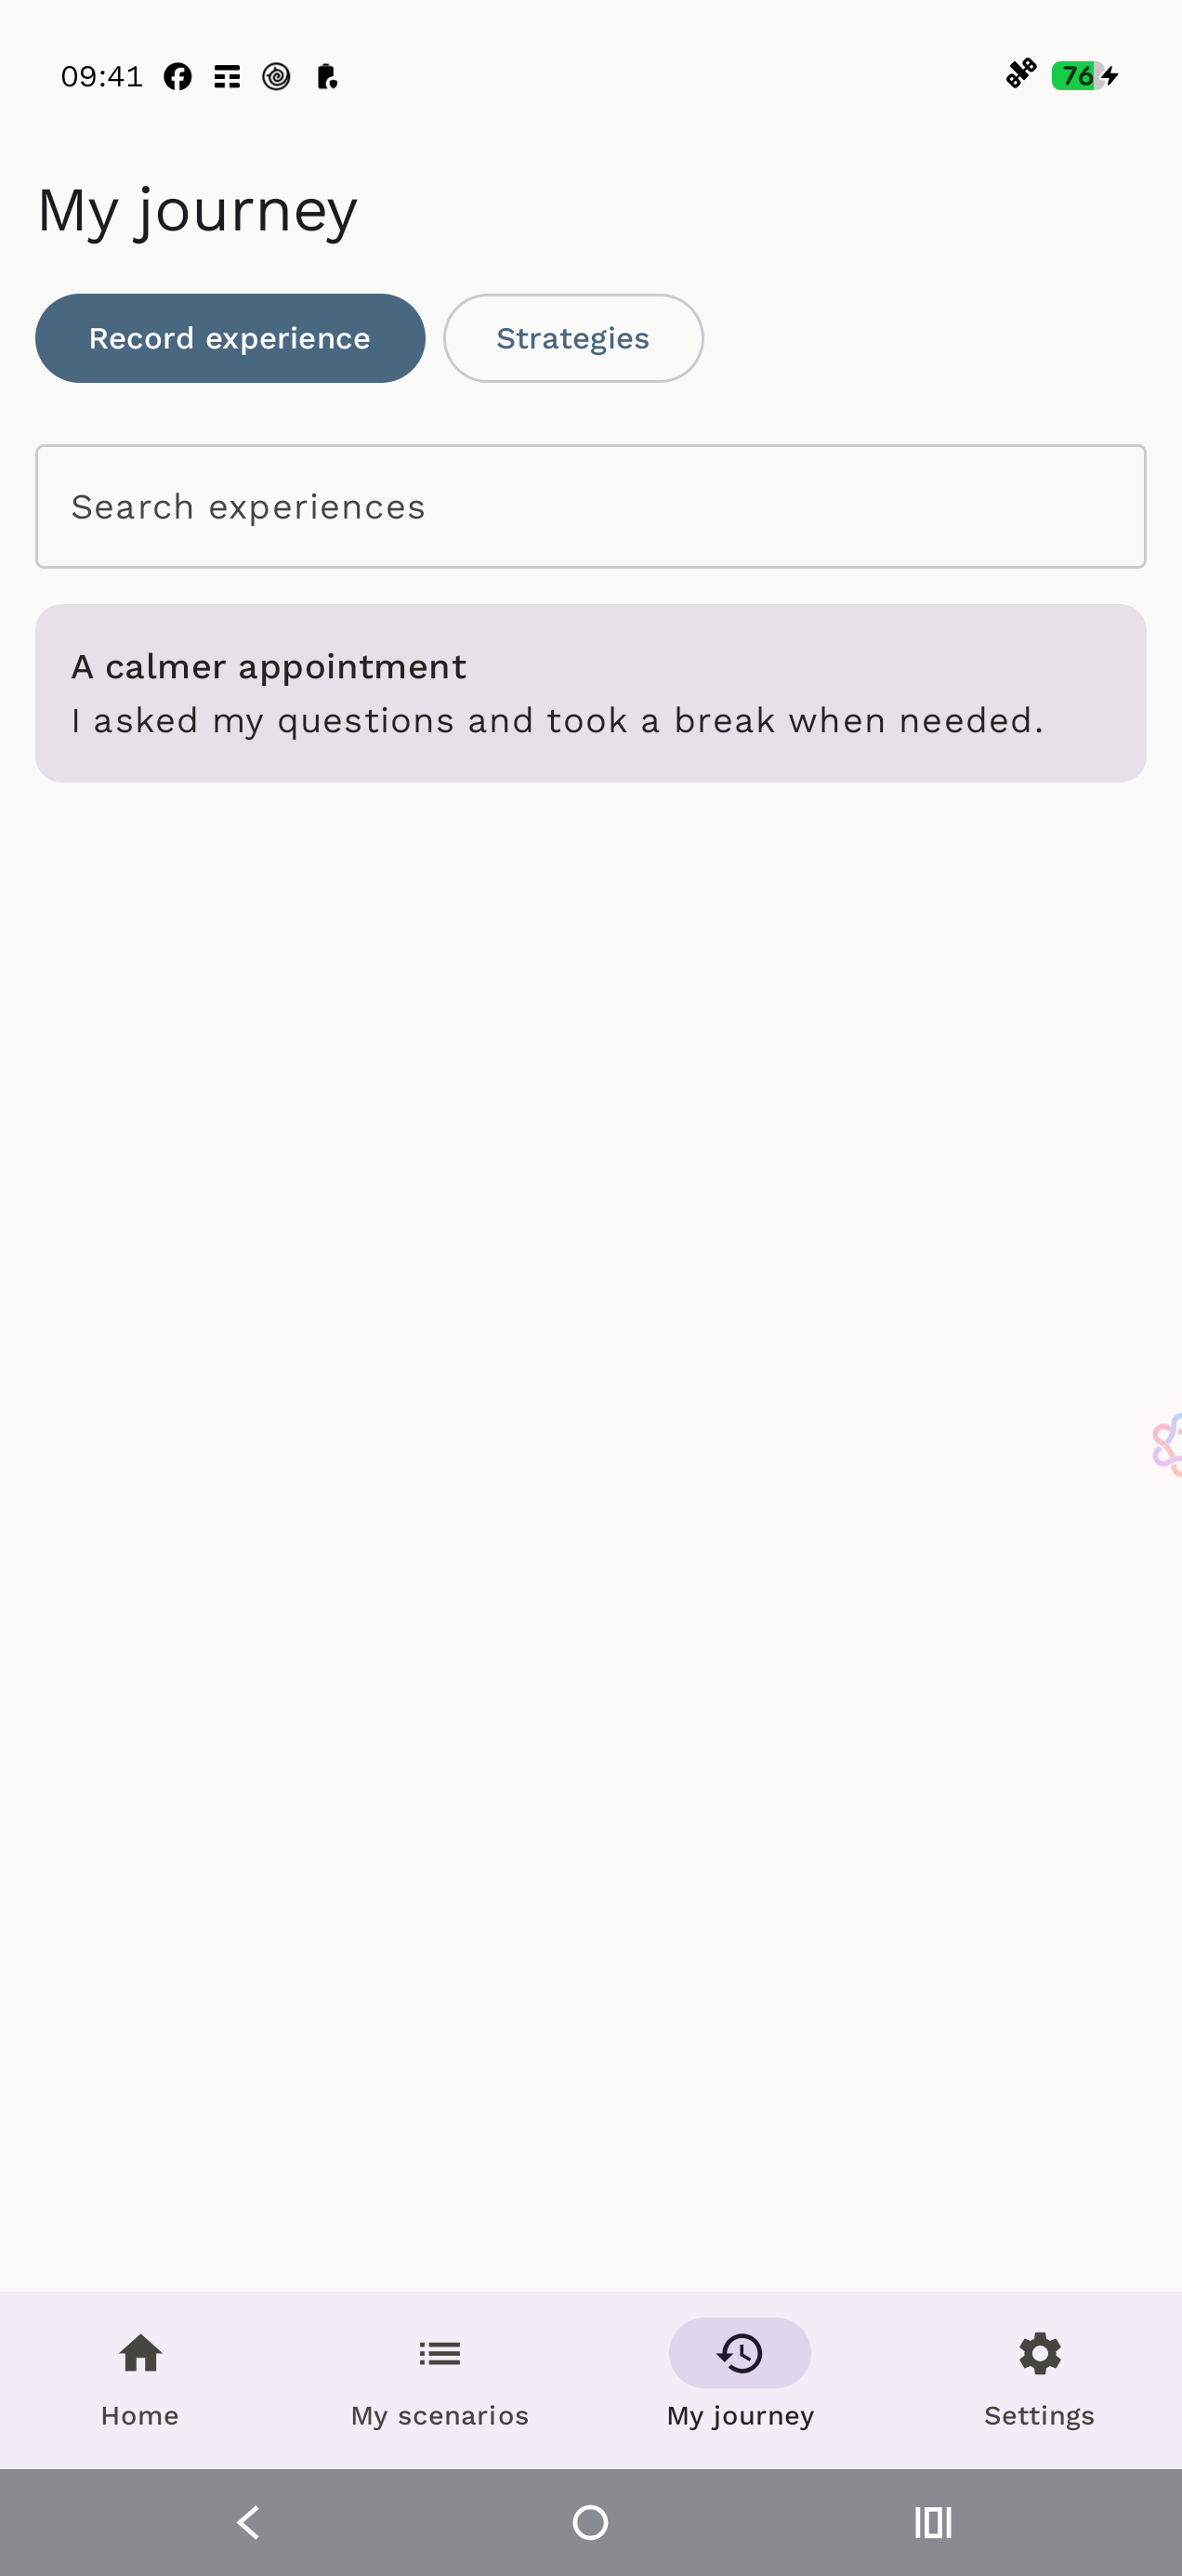 09:41
76
My journey
Record experience
Strategies
Search experiences
A calmer appointment
I asked my questions and took a break when needed.
Home
My scenarios
My journey
Settings